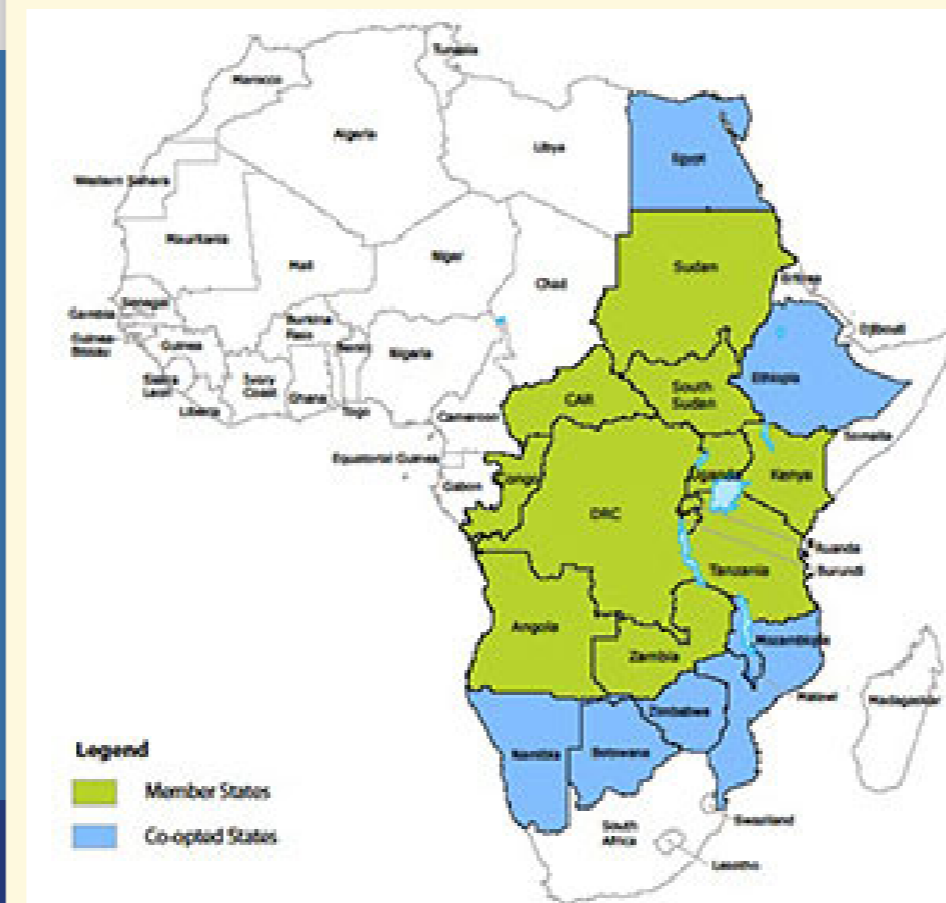 Tunisia
Morocco
Algeria
Libya
Egypt
Western Sahara
Mauritania
Mali
Niger
Chad
Sudan
Eritrea
Senegal
Gambia
Guinea-
Bissau
Guinea
Burkina
Faso
Benin
Nigeria
Djibouti
Sierra
Leon
Ivory
Coast
Ghana
Liberia
Togo
CAR
South
Sudan
Ethiopia
Cameroon
Somalia
Equatorial Guinea
Gabon
Congo
Uganda
Kenya
DRC
Ruanda
Tanzania
Burundi
Angola
Zambia
Mozambique
Madagascar
Zimbabwe
Namibia
Botswana
Legend
Member States
Co-opted States
South
Africa
Swaziland
Lesotho